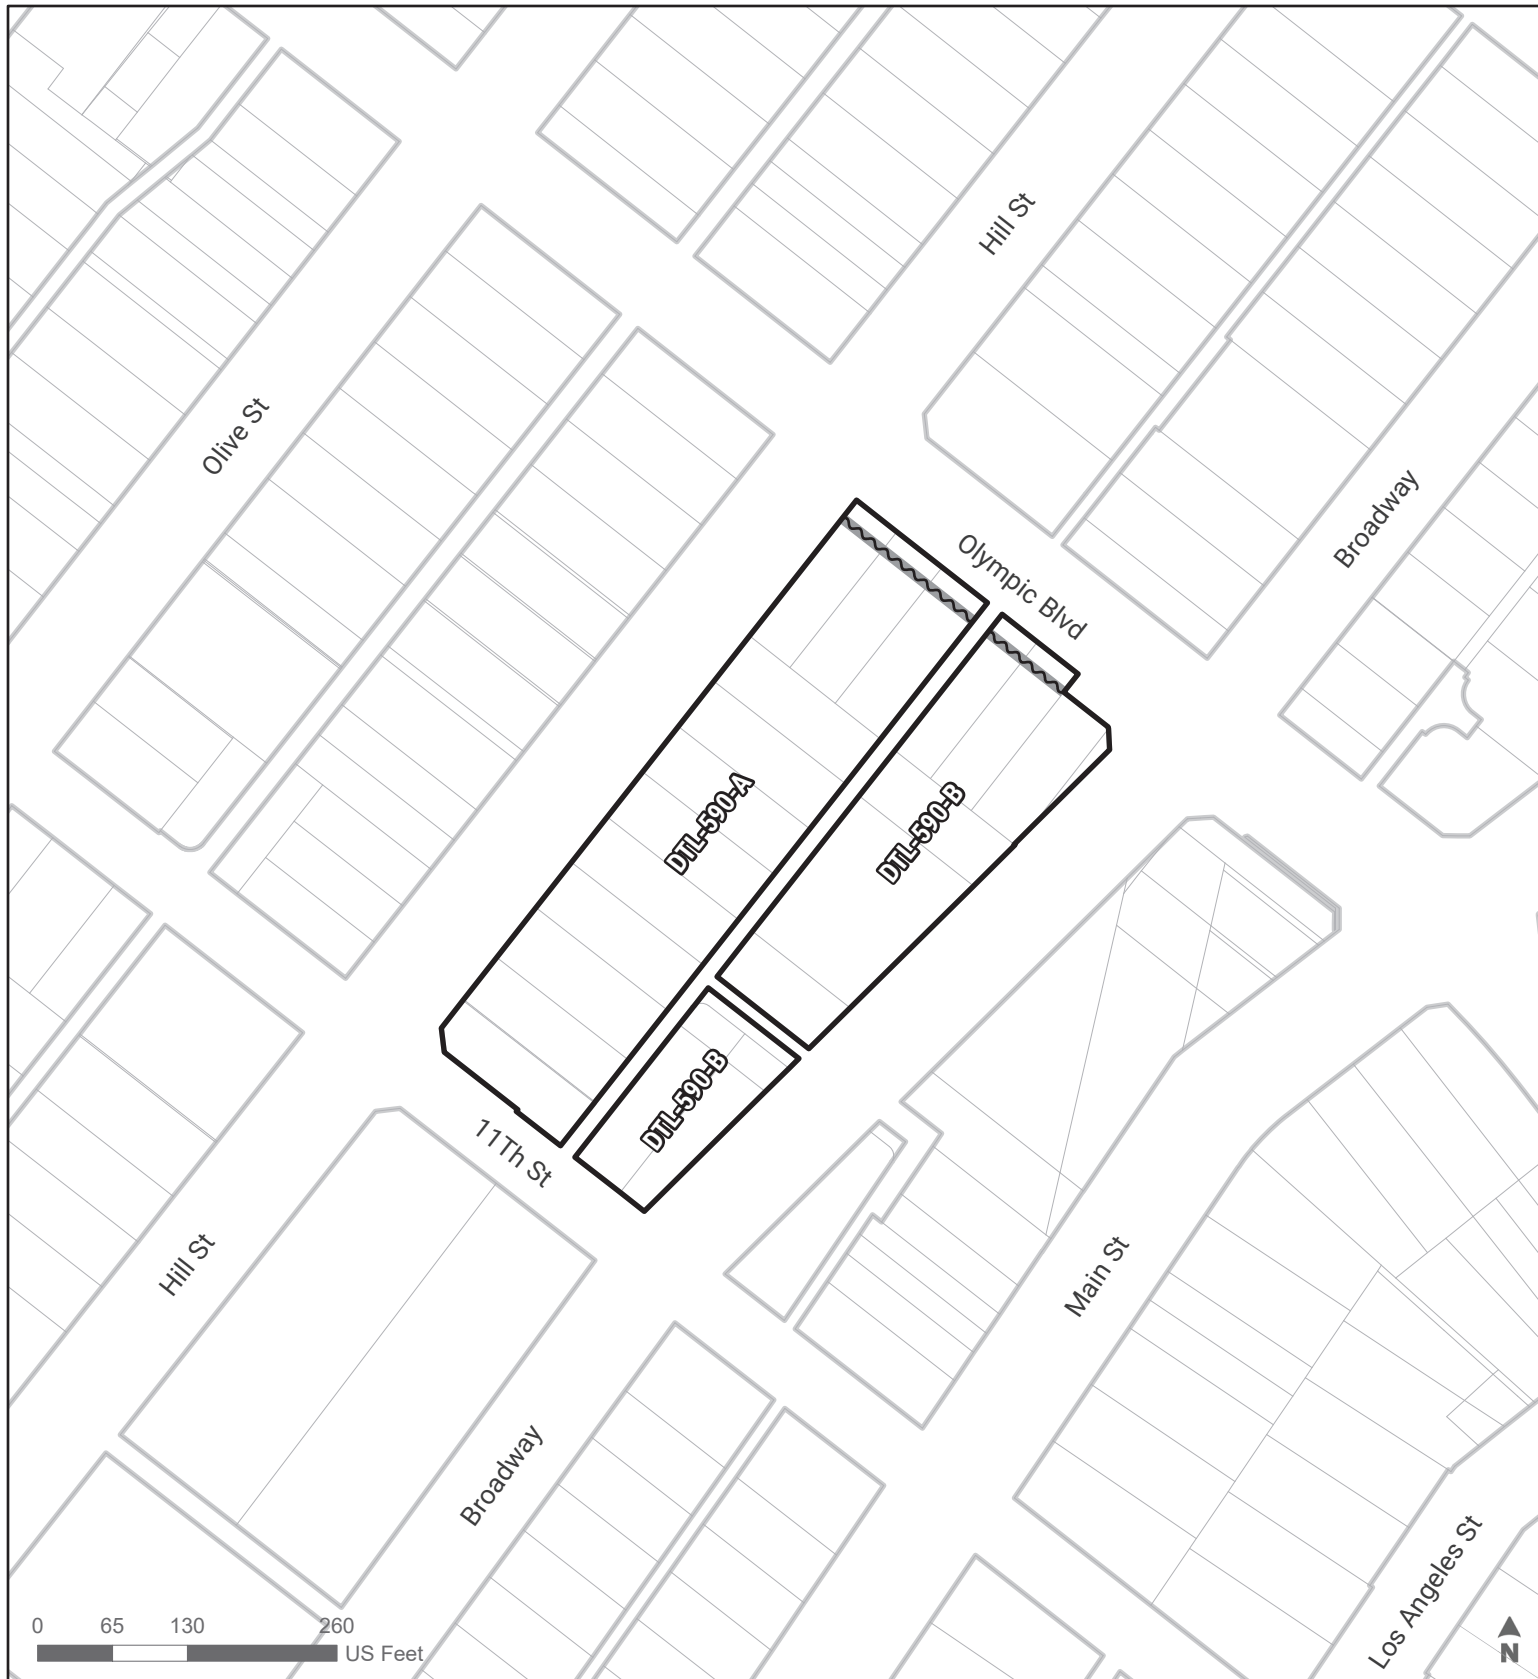 Hill St
Olive St
Broadway
Olympic Blvd
DTL-590-A
DTL-590-B
DTL-590-B
11Th St
Hill St
Main St
Broadway
Los Angeles St
0 65 130 260
US Feet
N